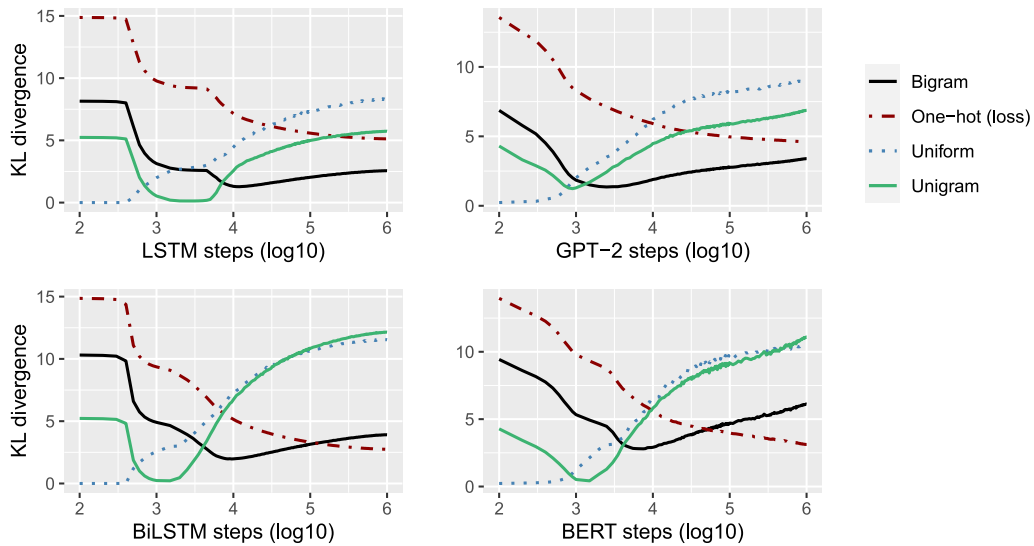 KL divergence
15
10
5
0
2 3 4 5 6
LSTM steps (log10)
10
5
0
2 3 4 5 6
GPT−2 steps (log10)
Bigram
One−hot (loss)
Uniform
Unigram
KL divergence
15
10
5
0
2 3 4 5 6
BiLSTM steps (log10)
10
5
0
2 3 4 5 6
BERT steps (log10)